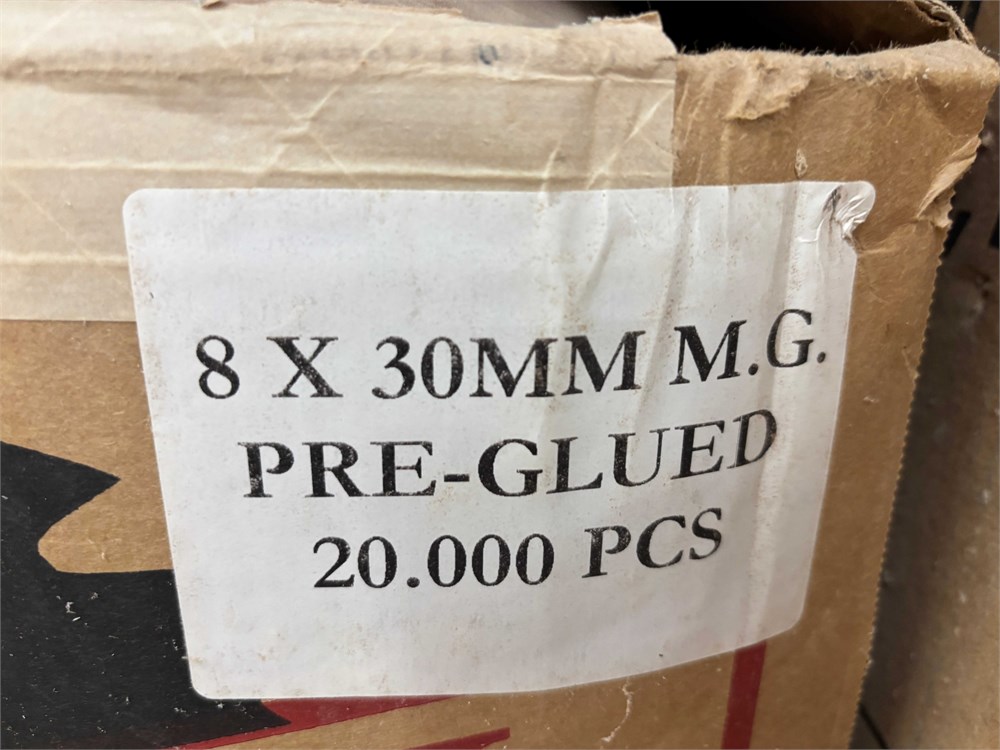 8 X 30MM M.G.
PRE-GLUED
20.000 PCS